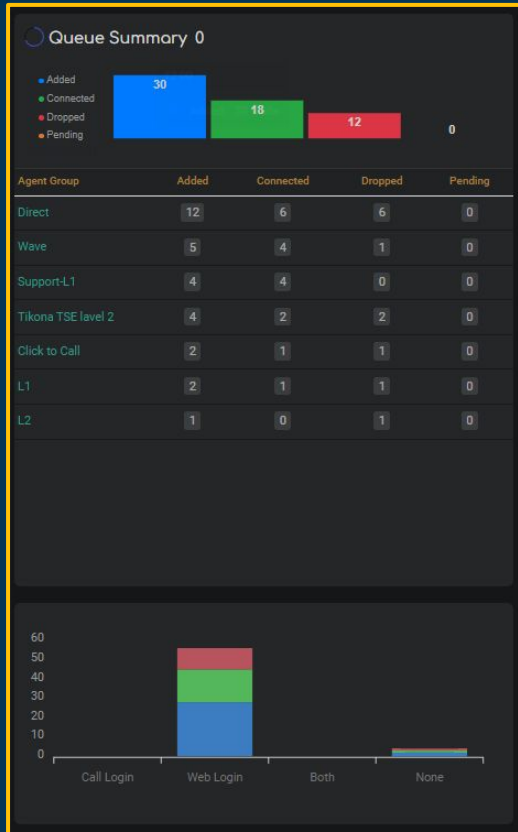 Queue Summary 0
Added
Connected
Dropped
Pending
30
18
12
0
Agent Group Added Connected Dropped Pending
Direct 12 6 6 0
Wave 5 4 1 0
Support-L1 4 4 0 0
Tikona TSE lavel 2 4 2 2 0
Click to Call 2 1 1 0
L1 2 1 1 0
L2 1 0 1 0
60
50
40
30
20
10
0
Call Login Web Login Both None